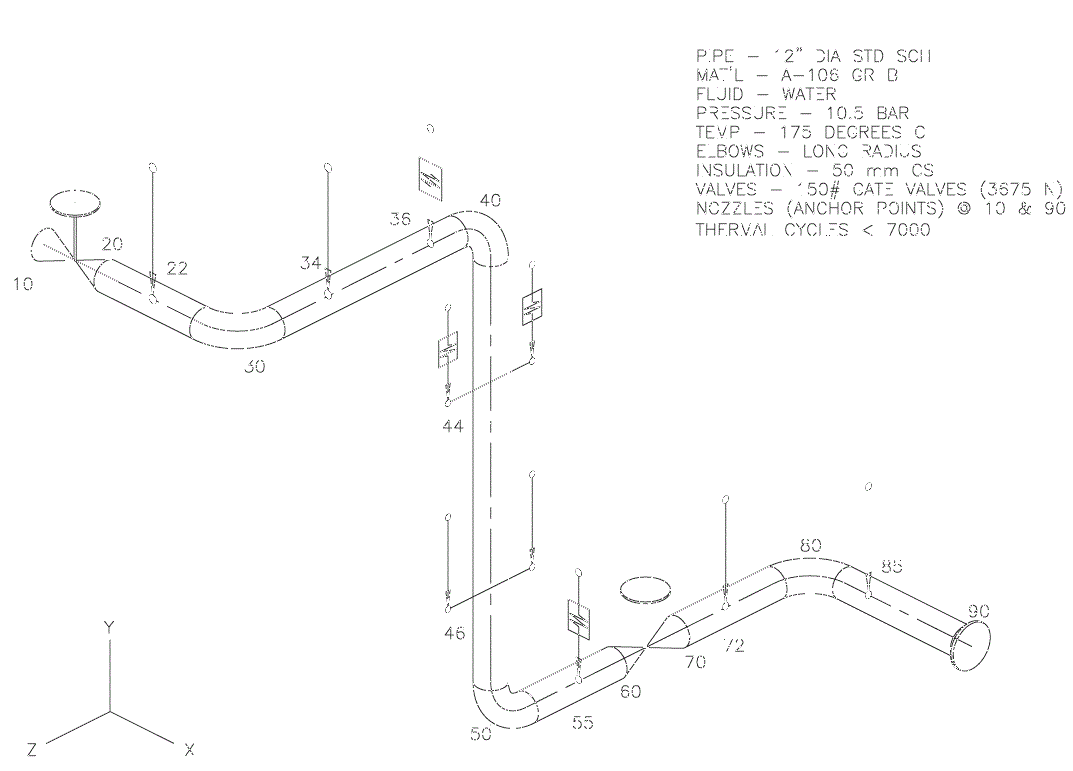 PIPE – 12" DIA STD SCH
MAT'L – A-106 GR B
FLUID – WATER
PRESSURE – 10.5 BAR
TEMP – 175 DEGREES C
ELBOWS – LONG RADIUS
INSULATION – 50 mm CS
VALVES – 150# GATE VALVES (3675 N)
NOZZLES (ANCHOR POINTS) @ 10 & 90
THERMAL CYCLES < 7000
40
36
20
34
22
10
30
44
80
85
90
Y
46
72
70
60
55
50
Z
X